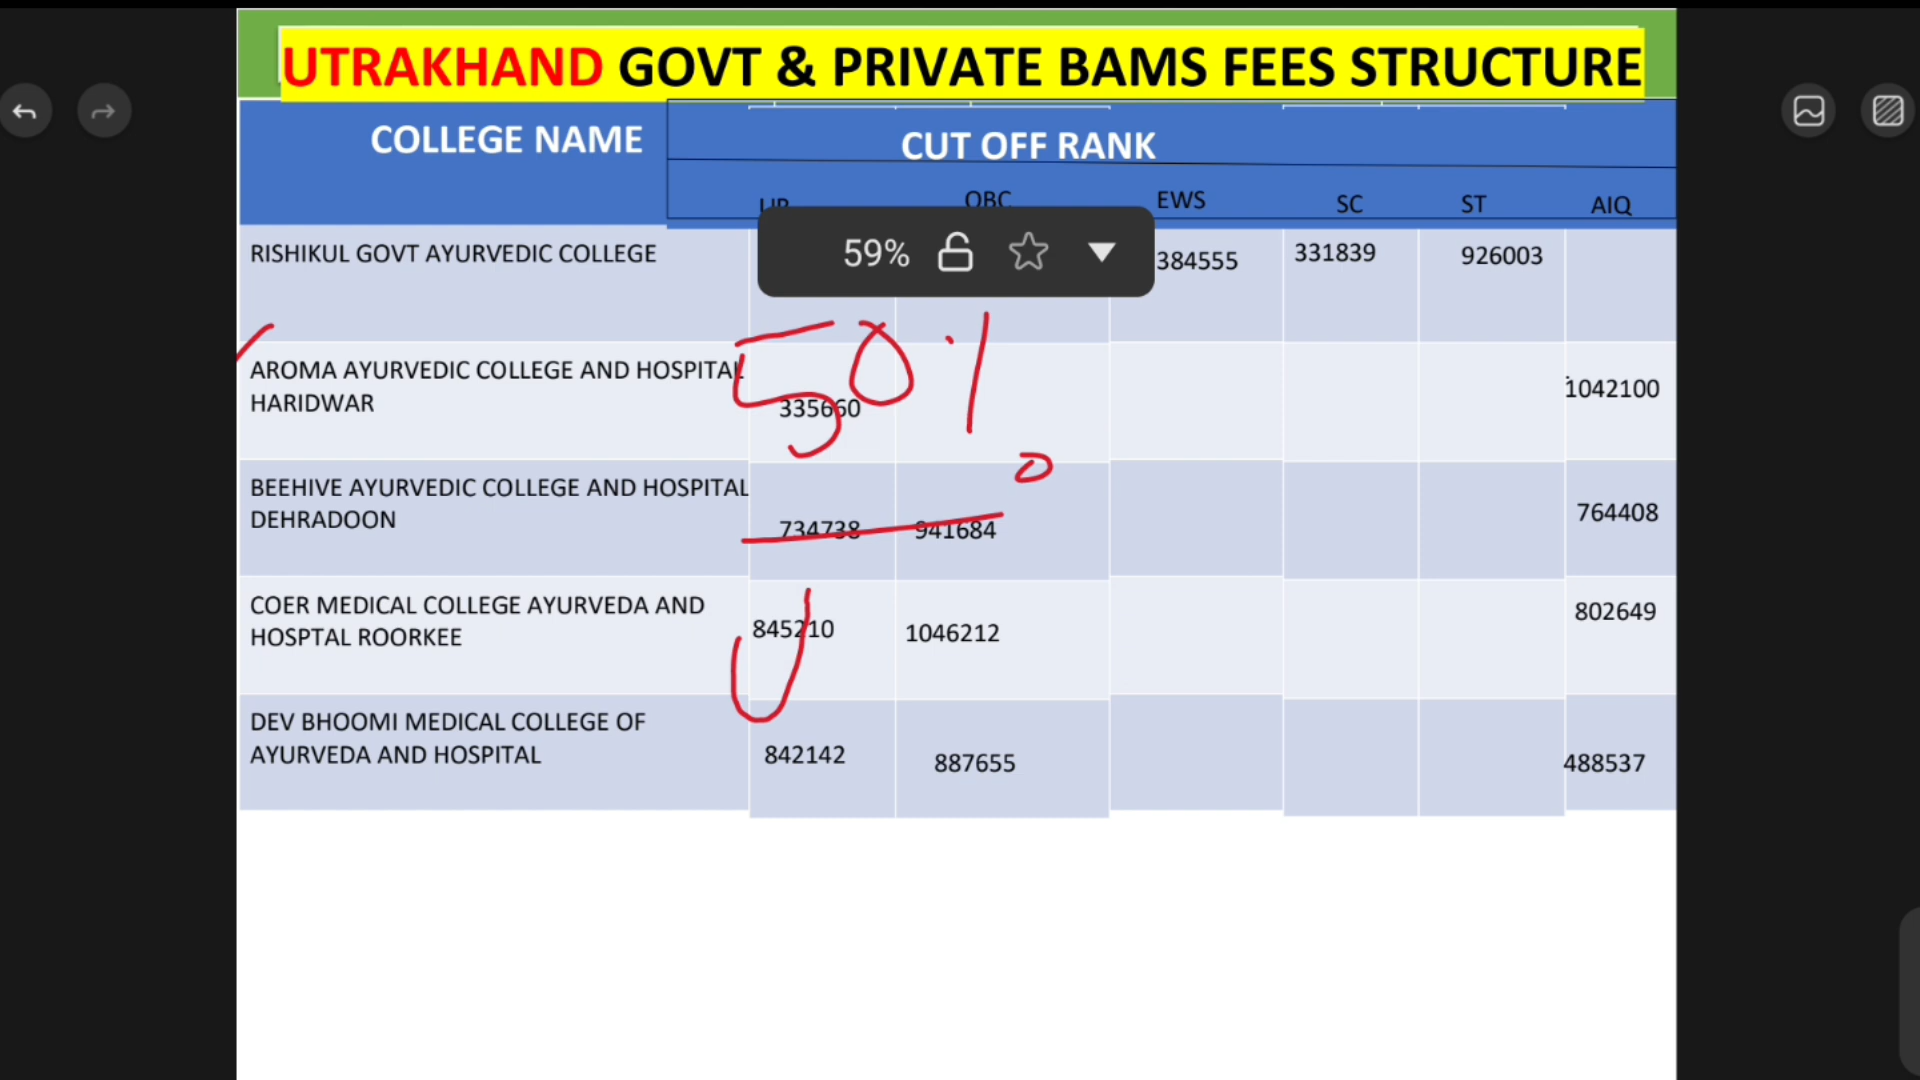 UTRAKHAND GOVT & PRIVATE BAMS FEES STRUCTURE
COLLEGE NAME
CUT OFF RANK
UR OBC EWS SC ST AIQ
59%
RISHIKUL GOVT AYURVEDIC COLLEGE 384555 331839 926003
50%
AROMA AYURVEDIC COLLEGE AND HOSPITAL
HARIDWAR 335660 1042100
BEEHIVE AYURVEDIC COLLEGE AND HOSPITAL
DEHRADOON 734738 941684 764408
COER MEDICAL COLLEGE AYURVEDA AND
HOSPTAL ROORKEE 845210 1046212 802649
DEV BHOOMI MEDICAL COLLEGE OF
AYURVEDA AND HOSPITAL 842142 887655 488537